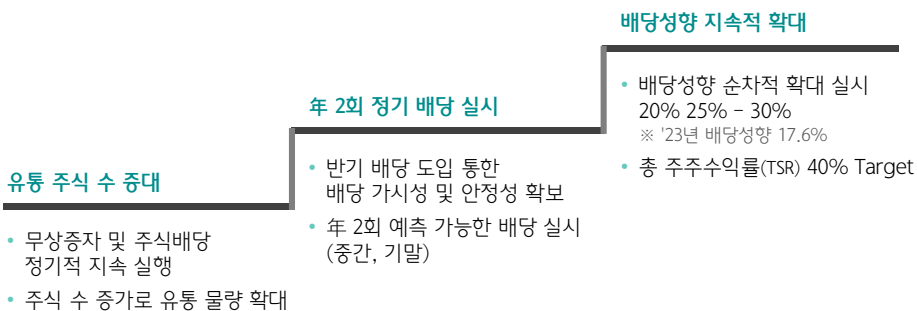 유통 주식 수 증대
• 무상증자 및 주식배당
정기적 지속 실행
• 주식 수 증가로 유통 물량 확대
年 2회 정기 배당 실시
• 반기 배당 도입 통한
배당 가시성 및 안정성 확보
• 年 2회 예측 가능한 배당 실시
(중간, 기말)
배당성향 지속적 확대
• 배당성향 순차적 확대 실시
20% 25% – 30%
※ '23년 배당성향 17.6%
• 총 주주수익률(TSR) 40% Target